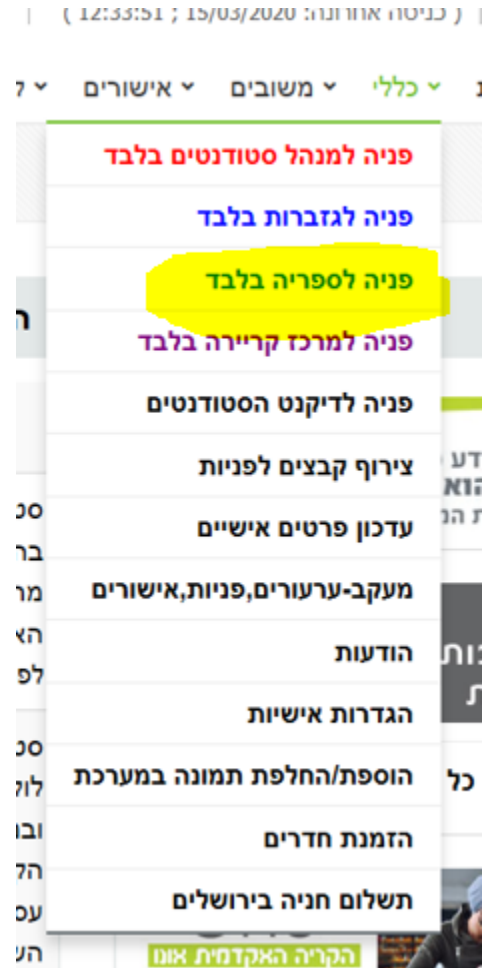 ( כניסה אחרונה: 15/03/2020 ; 12:33:51 )
כללי
משובים
אישורים
פניה למנהל סטודנטים בלבד
פניה לגזברות בלבד
פניה לספריה בלבד
פניה למרכז קריירה בלבד
פניה לדיקנט הסטודנטים
צירוף קבצים לפניות
עדכון פרטים אישיים
מעקב-ערעורים,פניות,אישורים
הודעות
הגדרות אישיות
הוספת/החלפת תמונה במערכת
הזמנת חדרים
תשלום חניה בירושלים
כל
הקריה האקדמית אונו